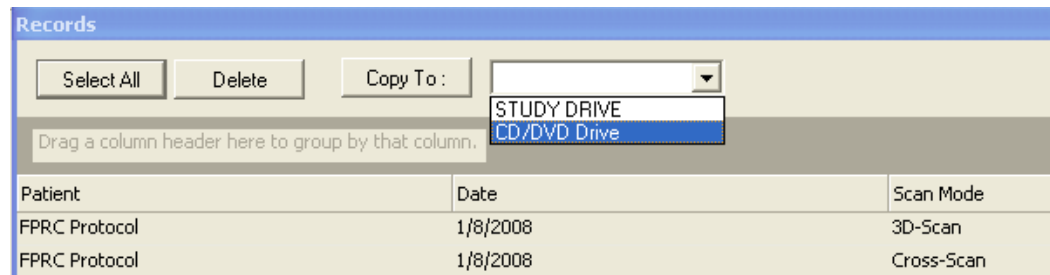 Records
Select All Delete Copy To :
STUDY DRIVE
CD/DVD Drive
Drag a column header here to group by that column.
Patient Date Scan Mode
FPRC Protocol 1/8/2008 3D-Scan
FPRC Protocol 1/8/2008 Cross-Scan